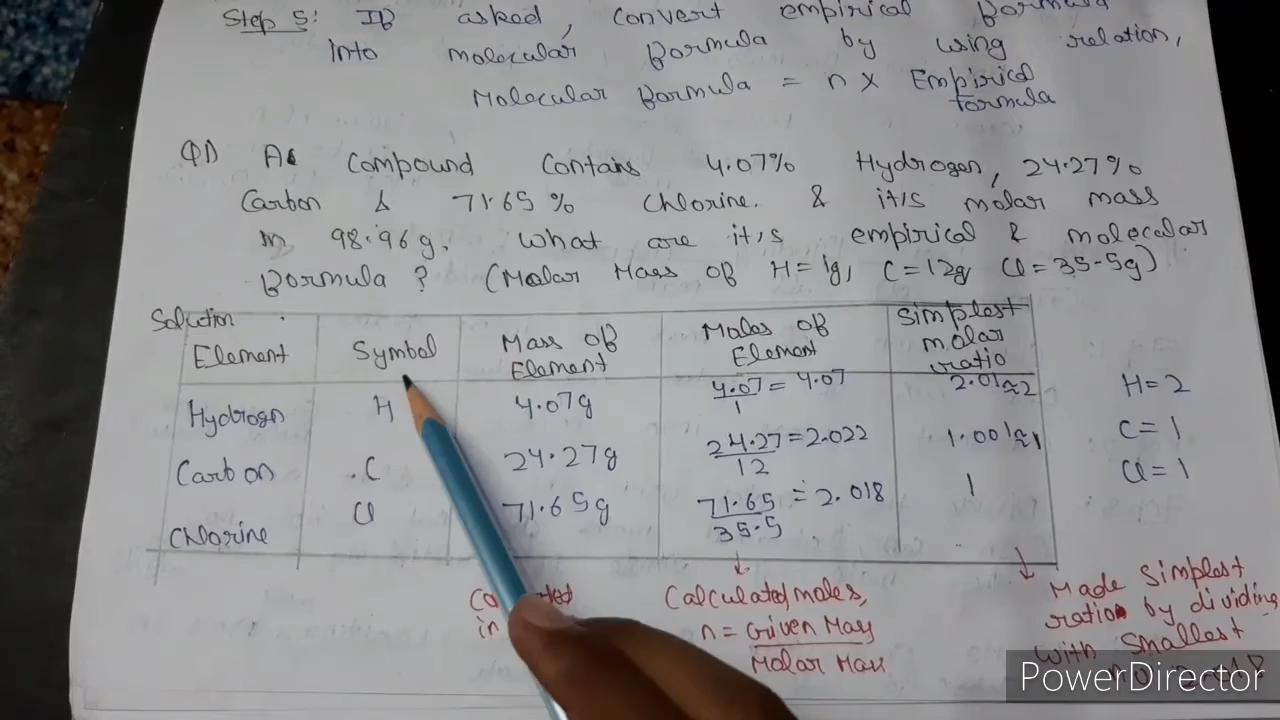 Step 5: If asked, convert empirical formula
into molecular formula by using relation,
Molecular formula = n x Empirical
formula
Q1) A compound contains 4.07% Hydrogen, 24.27%
Carbon & 71.65% chlorine. & it's molar mass
98.96g. What are it's empirical & molecular
formula? (Molar Mass of H=1g, C=12g Cl=35.5g)
Solution
Element Symbol Mass of Element Moles of Element Simplest molar ratio
Hydrogn H 4.07g 4.07/1 = 4.07 2.01≈2 H=2
Carbon C 24.27g 24.27/12 = 2.022 1.001≈1 C=1
Chlorine Cl 71.65g 71.65/35.5 = 2.018 1 Cl=1
in
Calculated moles,
n = Given Mass/Molar Mass
Made Simplest
ratio by dividing
with smallest
PowerDirector